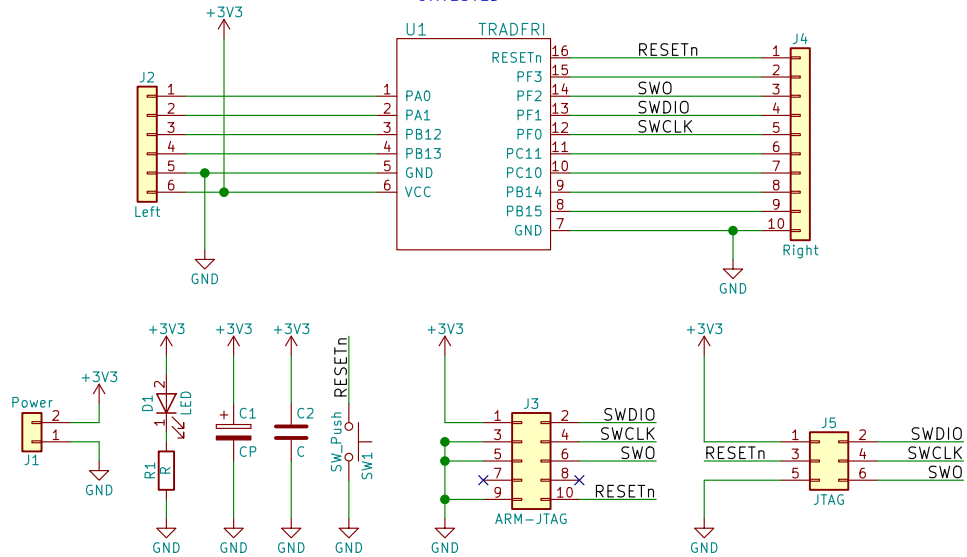 +3V3
U1 TRADFRI
J2
J4
1 1 PA0
2 2 PA1
3 3 PB12
4 4 PB13
5 5 GND
6 6 VCC
Left
RESETn 16 RESETn 1
PF3 15 2
PF2 14 SWO 3
PF1 13 SWDIO 4
PF0 12 SWCLK 5
PC11 11 6
PC10 10 7
PB14 9 8
PB15 8 9
GND 7 10
Right
GND
GND
Power
+3V3
2
1
J1
GND
+3V3
2
D1
LED
1
R1
R
GND
+3V3
+
C1
CP
GND
+3V3
C2
C
GND
RESETn
SW_Push
SW1
GND
+3V3
J3
1 2 SWDIO
3 4 SWCLK
5 6 SWO
7 8
9 10 RESETn
ARM-JTAG
GND
+3V3
J5
1 2 SWDIO
RESETn 3 4 SWCLK
5 6 SWO
JTAG
GND